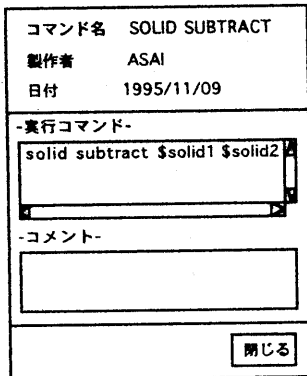 コマンド名 SOLID SUBTRACT
製作者 ASAI
日付 1995/11/09
-実行コマンド-
solid subtract $solid1 $solid2
-コメント-
閉じる